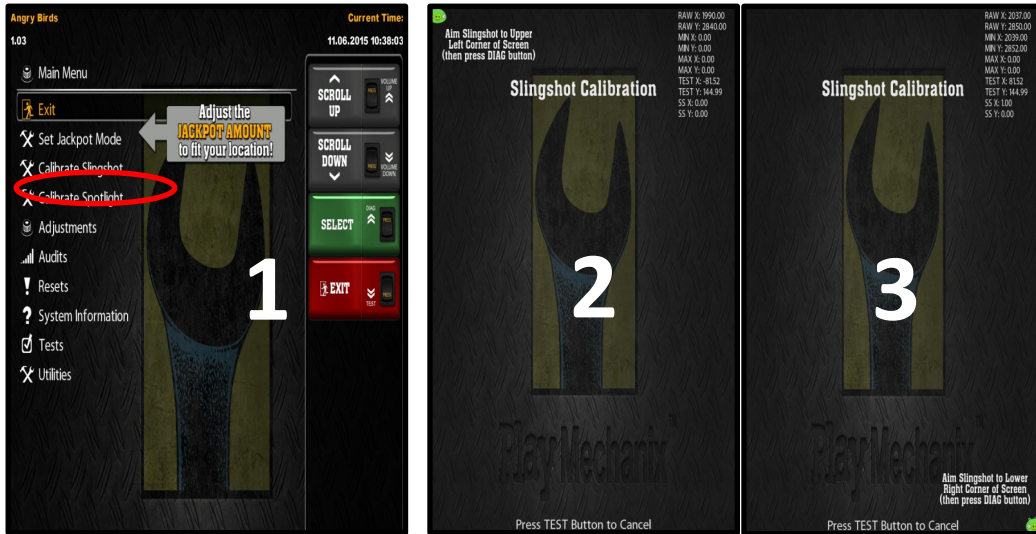 Angry Birds
Current Time:
1.03
11.06.2015 10:38:03
Main Menu
Exit
Set Jackpot Mode
Calibrate Slingshot
Calibrate Spotlight
Adjustments
Audits
Resets
System Information
Tests
Utilities
Adjust the
JACKPOT AMOUNT
to fit your location!
SCROLL
UP
PRESS
VOLUME
UP
SCROLL
DOWN
PRESS
VOLUME
DOWN
SELECT
DIAG
PRESS
EXIT
PRESS
TEST
1
Aim Slingshot to Upper
Left Corner of Screen
(then press DIAG button)
RAW X: 1990.00
RAW Y: 2840.00
MIN X: 0.00
MIN Y: 0.00
MAX X: 0.00
MAX Y: 0.00
TEST X: -81.52
TEST Y: 144.99
SS X: 0.00
SS Y: 0.00
Slingshot Calibration
2
PlayMechanix™
Press TEST Button to Cancel
RAW X: 2037.00
RAW Y: 2850.00
MIN X: 2039.00
MIN Y: 2852.00
MAX X: 0.00
MAX Y: 0.00
TEST X: 81.52
TEST Y: 144.99
SS X: 1.00
SS Y: 0.00
Slingshot Calibration
3
PlayMechanix
Aim Slingshot to Lower
Right Corner of Screen
(then press DIAG button)
Press TEST Button to Cancel